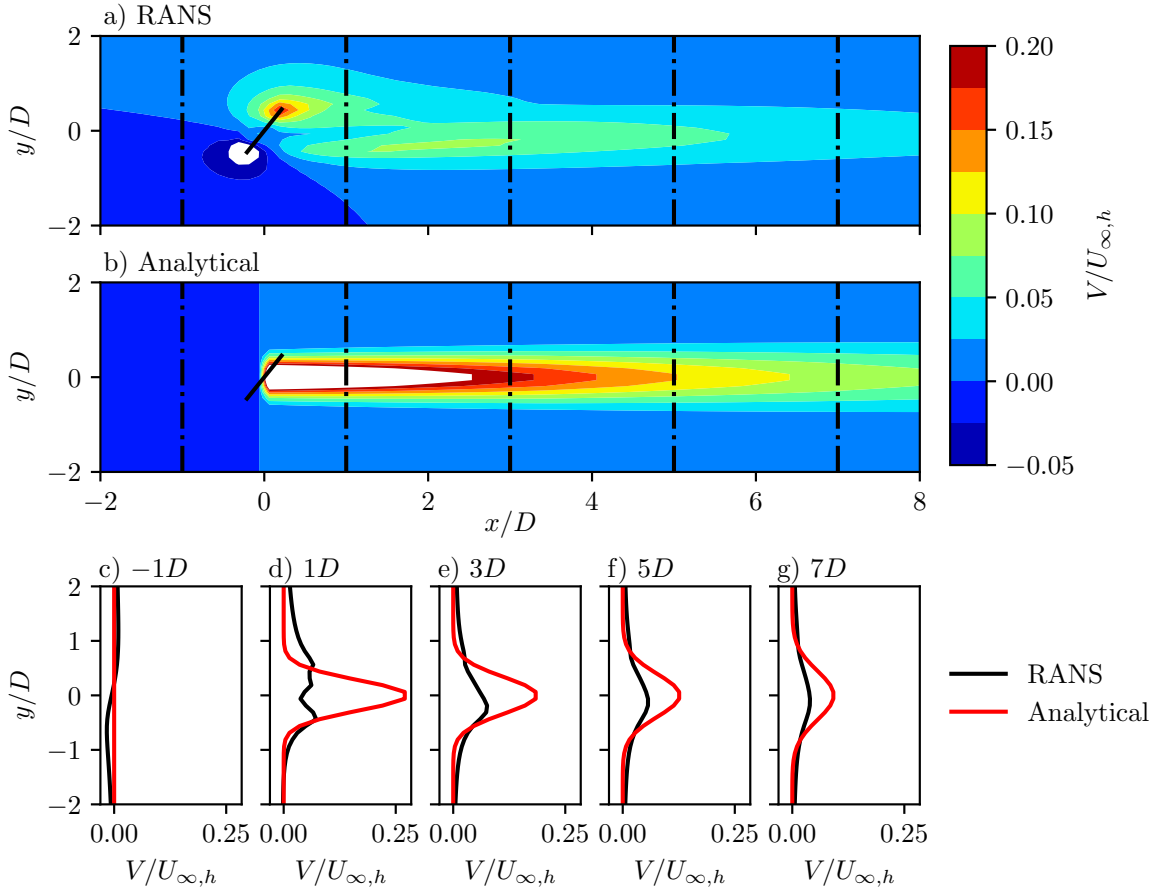 a) RANS
2
0
−2
y/D
b) Analytical
2
0
−2
y/D
−2 0 2 4 6 8
x/D
0.20
0.15
0.10
0.05
0.00
−0.05
V/U∞,h
c) −1D d) 1D e) 3D f) 5D g) 7D
2
1
0
−1
−2
y/D
0.00 0.25 0.00 0.25 0.00 0.25 0.00 0.25 0.00 0.25
V/U∞,h V/U∞,h V/U∞,h V/U∞,h V/U∞,h
RANS
Analytical